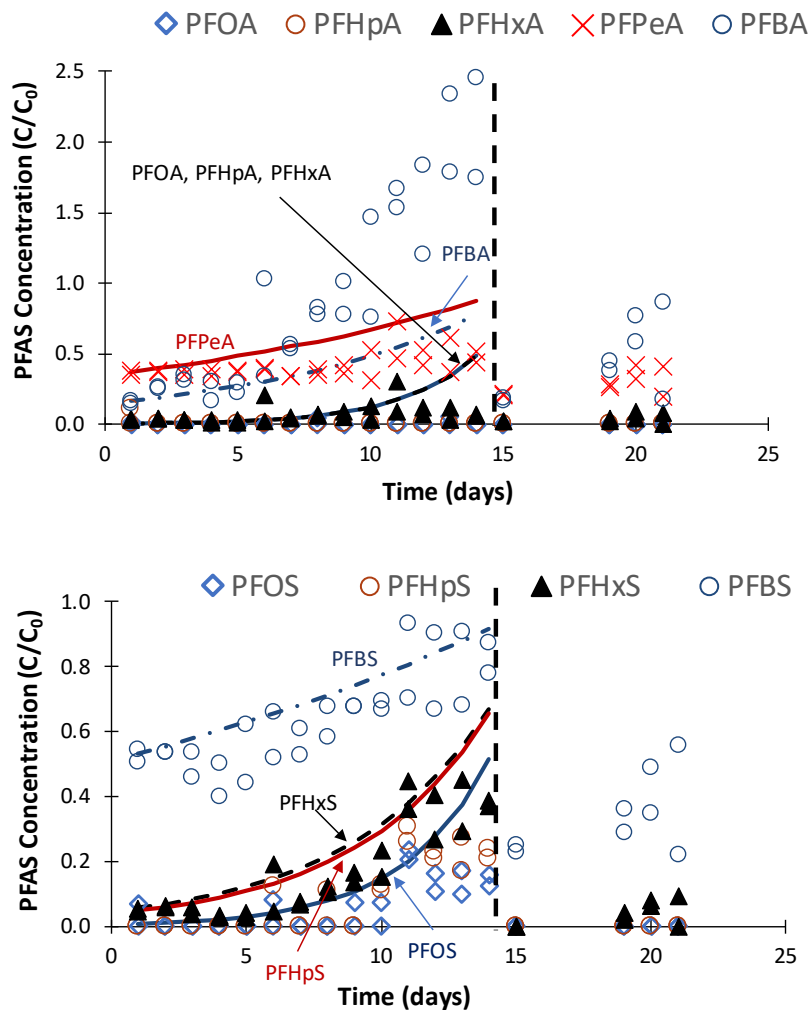 PFOA PFHpA PFHxA PFPeA PFBA
2.5
2.0
1.5
1.0
0.5
0.0
PFAS Concentration (C/C₀)
PFOA, PFHpA, PFHxA
PFBA
PFPeA
0 5 10 15 20 25
Time (days)
PFOS PFHpS PFHxS PFBS
1.0
0.8
0.6
0.4
0.2
0.0
PFAS Concentration (C/C₀)
PFBS
PFHxS
PFHpS
PFOS
0 5 10 15 20 25
Time (days)